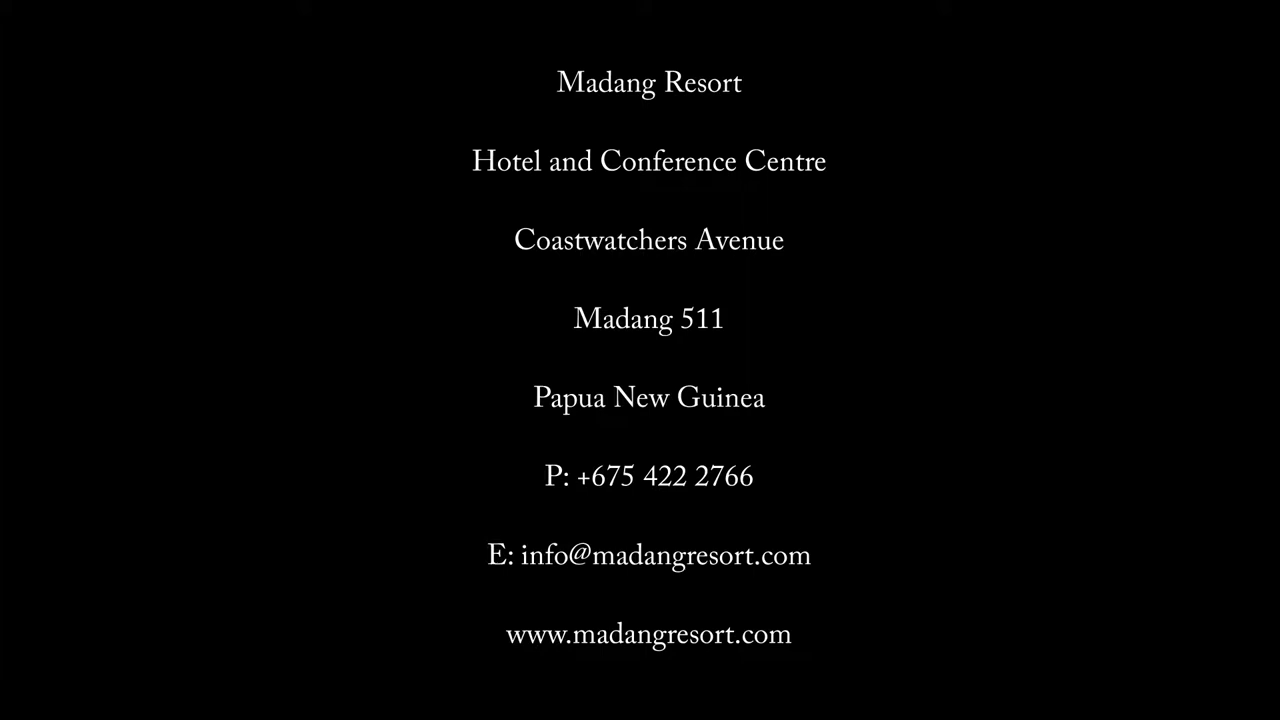 Madang Resort
Hotel and Conference Centre
Coastwatchers Avenue
Madang 511
Papua New Guinea
P: +675 422 2766
E: info@madangresort.com
www.madangresort.com